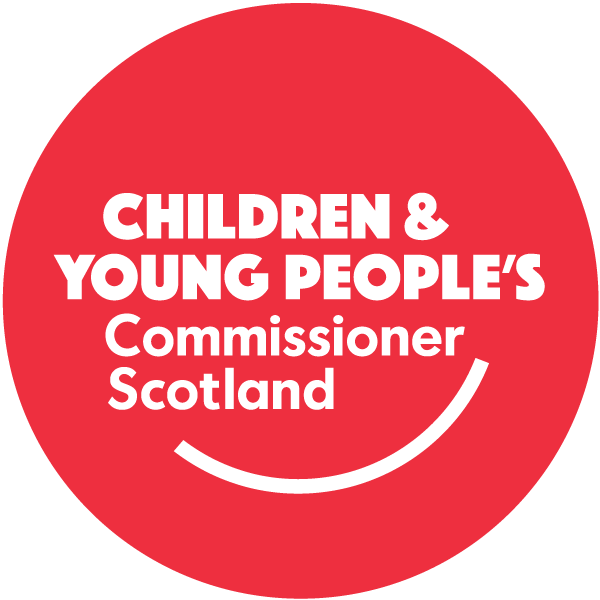 CHILDREN &
YOUNG PEOPLE'S
Commissioner
Scotland